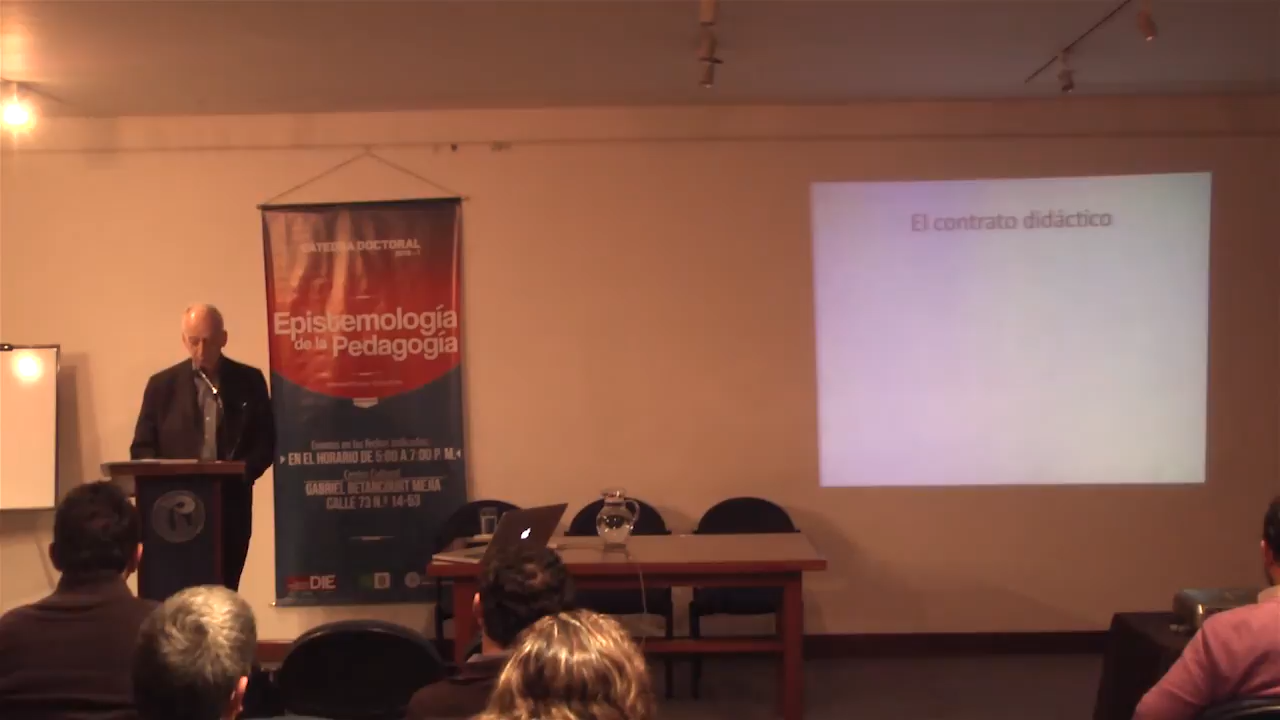 CÁTEDRA DOCTORAL
Epistemología
de la Pedagogía
EN EL HORARIO DE 5:00 A 7:00 P.M.
GABRIEL BETANCOURT MEJIA
CALLE 73 N.º 14-53
DIE
El contrato didáctico